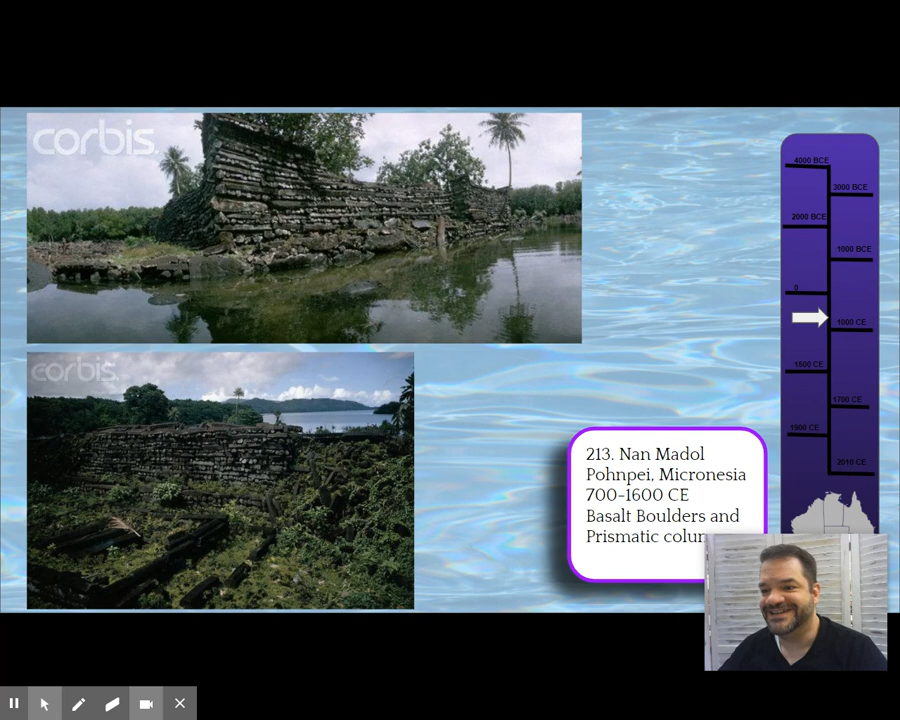 corbis.
corbis.
4000 BCE
3000 BCE
2000 BCE
1000 BCE
0
1000 CE
1500 CE
1700 CE
1900 CE
2010 CE
213. Nan Madol
Pohnpei, Micronesia
700-1600 CE
Basalt Boulders and
Prismatic